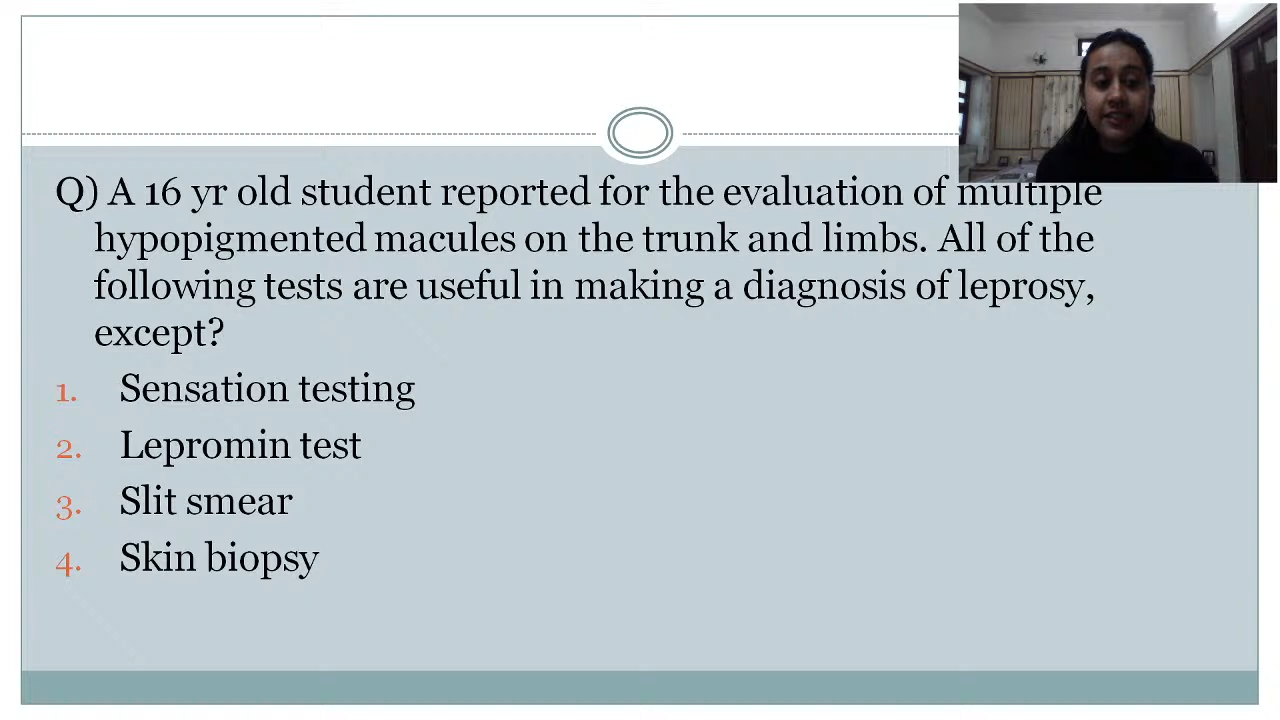 Q) A 16 yr old student reported for the evaluation of multiple
hypopigmented macules on the trunk and limbs. All of the
following tests are useful in making a diagnosis of leprosy,
except?
1. Sensation testing
2. Lepromin test
3. Slit smear
4. Skin biopsy